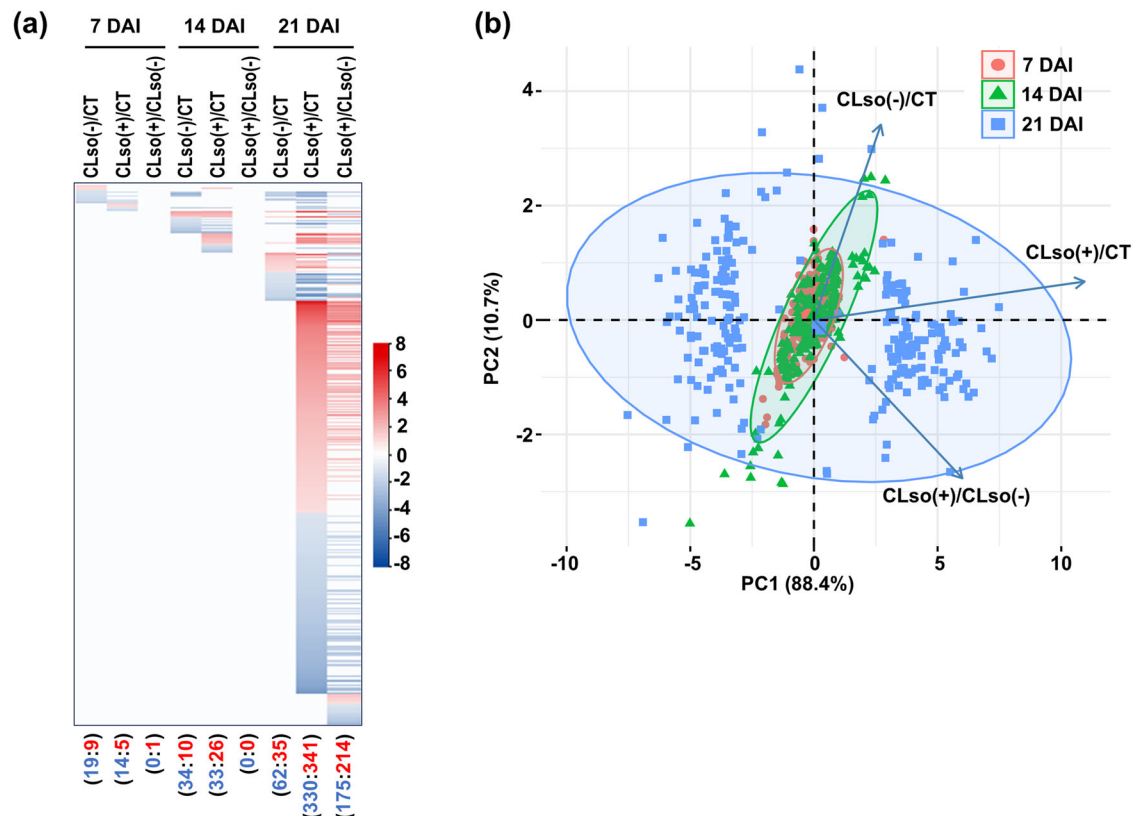 (a)
7 DAI
14 DAI
21 DAI
CLso(-)/CT
CLso(+)/CT
CLso(+)/CLso(-)
CLso(-)/CT
CLso(+)/CT
CLso(+)/CLso(-)
CLso(-)/CT
CLso(+)/CT
CLso(+)/CLso(-)
8
6
4
2
0
-2
-4
-6
-8
(19:9)
(14:5)
(0:1)
(34:10)
(33:26)
(0:0)
(62:35)
(330:341)
(175:214)
(b)
7 DAI
14 DAI
21 DAI
CLso(-)/CT
CLso(+)/CT
CLso(+)/CLso(-)
PC2 (10.7%)
4
2
0
-2
-10
-5
0
5
10
PC1 (88.4%)